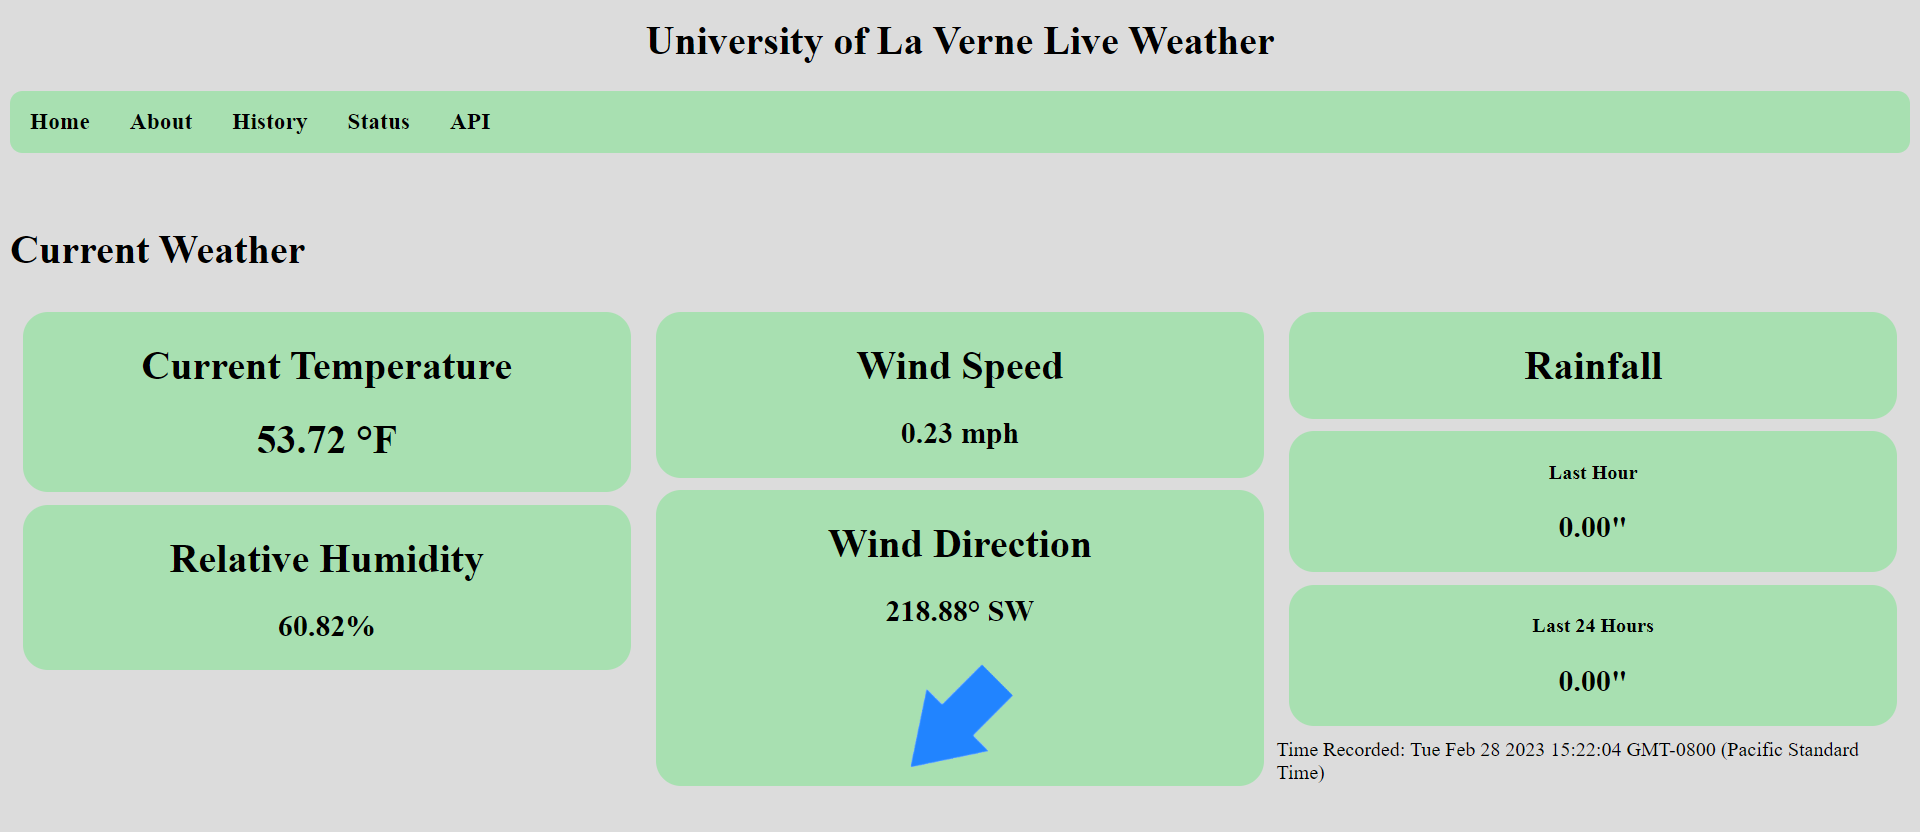 University of La Verne Live Weather
Home About History Status API
Current Weather
Current Temperature
53.72 °F
Relative Humidity
60.82%
Wind Speed
0.23 mph
Wind Direction
218.88° SW
Rainfall
Last Hour
0.00"
Last 24 Hours
0.00"
Time Recorded: Tue Feb 28 2023 15:22:04 GMT-0800 (Pacific Standard
Time)